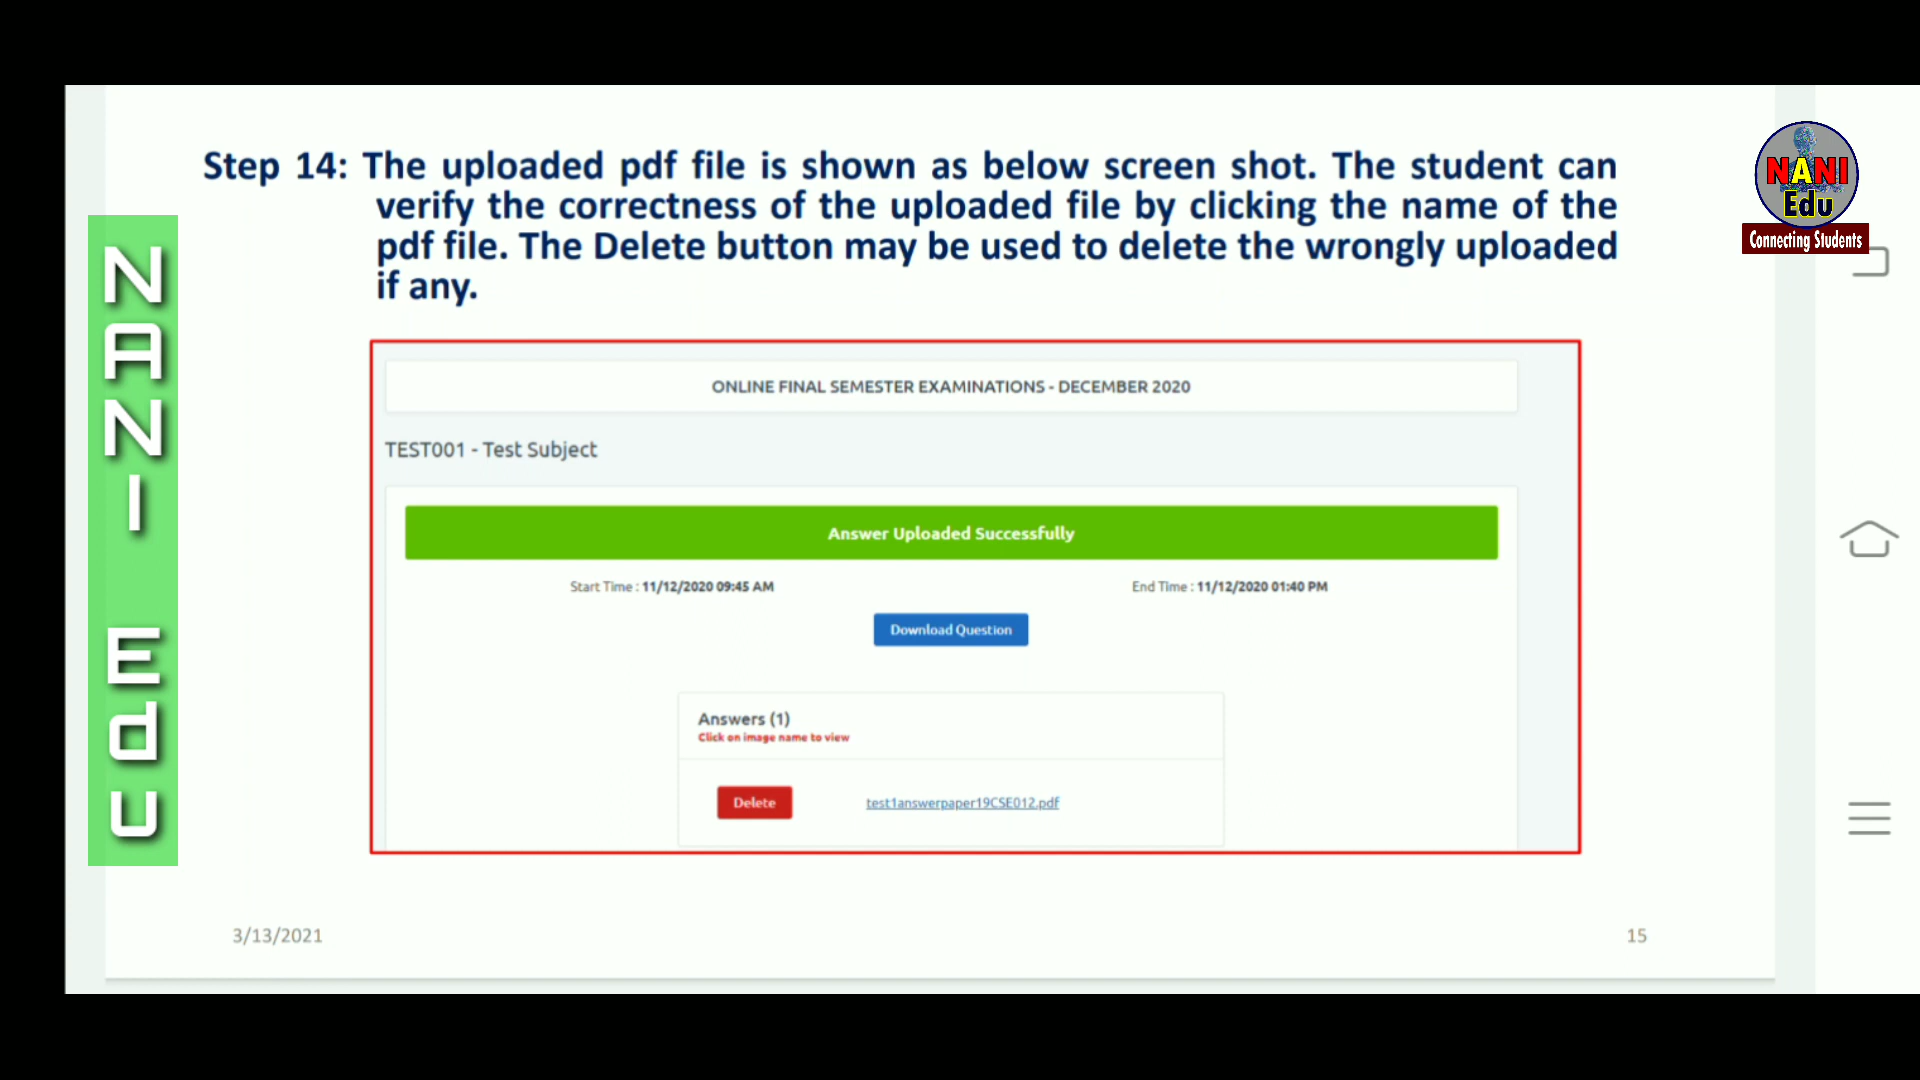 Step 14: The uploaded pdf file is shown as below screen shot. The student can
verify the correctness of the uploaded file by clicking the name of the
pdf file. The Delete button may be used to delete the wrongly uploaded
if any.
NANI
Edu
Connecting Students
NANI Edu
ONLINE FINAL SEMESTER EXAMINATIONS - DECEMBER 2020
TEST001 - Test Subject
Answer Uploaded Successfully
Start Time : 11/12/2020 09:45 AM
End Time : 11/12/2020 01:40 PM
Download Question
Answers (1)
Click on image name to view
Delete
test1answerpaper19CSE012.pdf
3/13/2021
15